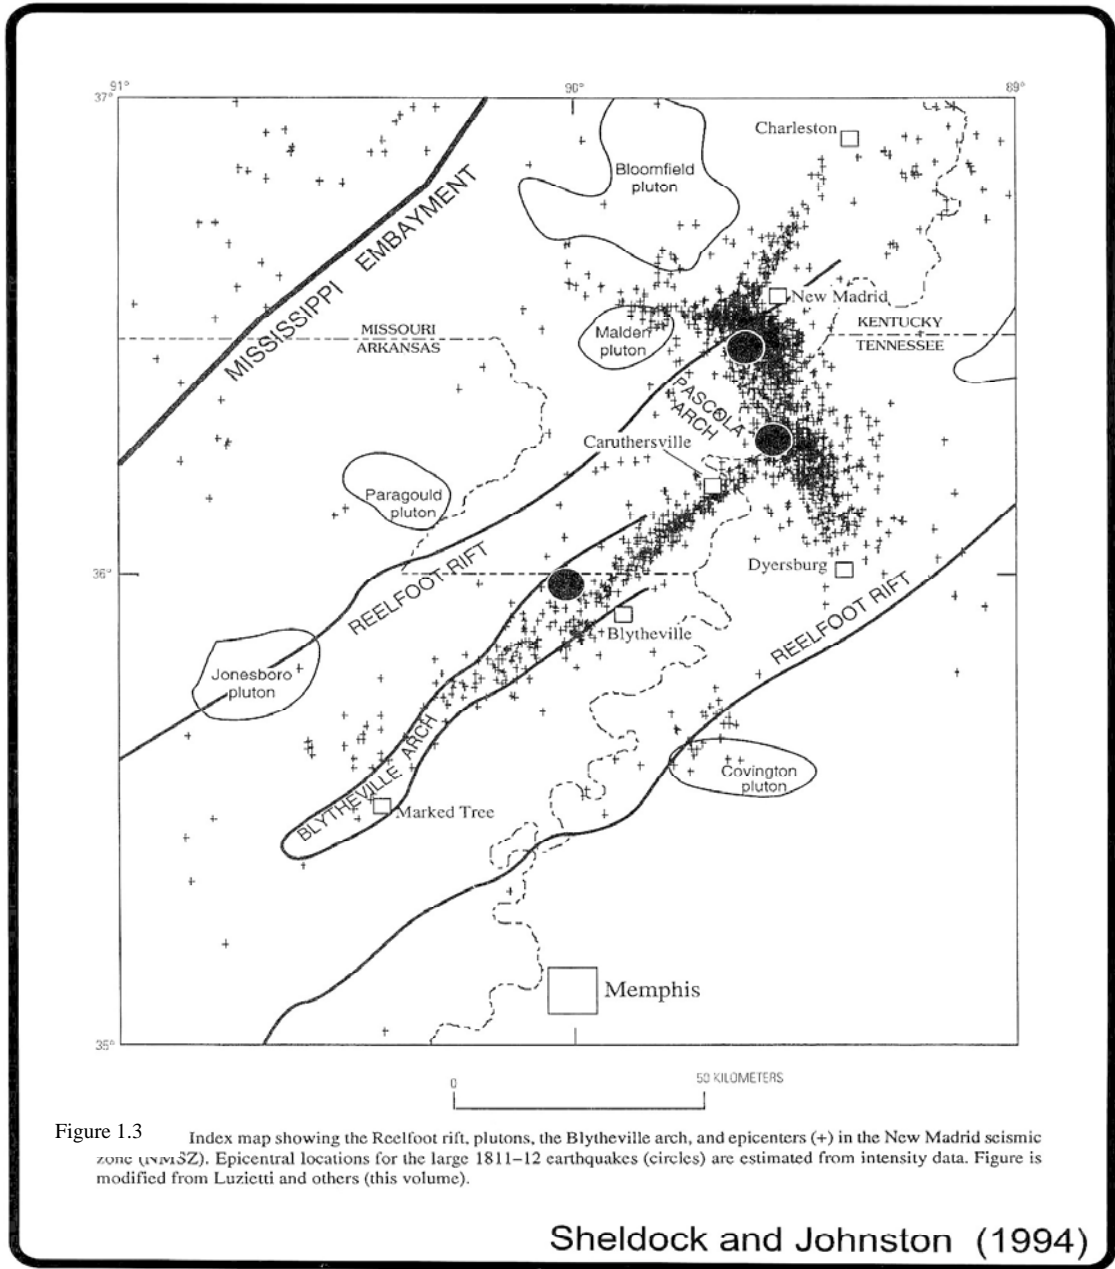 91°
90°
89°
37°
Charleston
Bloomfield
pluton
MISSISSIPPI EMBAYMENT
New Madrid
MISSOURI
ARKANSAS
KENTUCKY
TENNESSEE
Malden
pluton
PASCOLA
ARCH
Caruthersville
Paragould
pluton
36°
REELFOOT RIFT
Dyersburg
REELFOOT RIFT
Blytheville
Jonesboro
pluton
BLYTHEVILLE ARCH
Covington
pluton
Marked Tree
Memphis
35°
0
50 KILOMETERS
Figure 1.3
Index map showing the Reelfoot rift, plutons, the Blytheville arch, and epicenters (+) in the New Madrid seismic
zone (NMSZ). Epicentral locations for the large 1811–12 earthquakes (circles) are estimated from intensity data. Figure is
modified from Luzietti and others (this volume).
Sheldock and Johnston (1994)